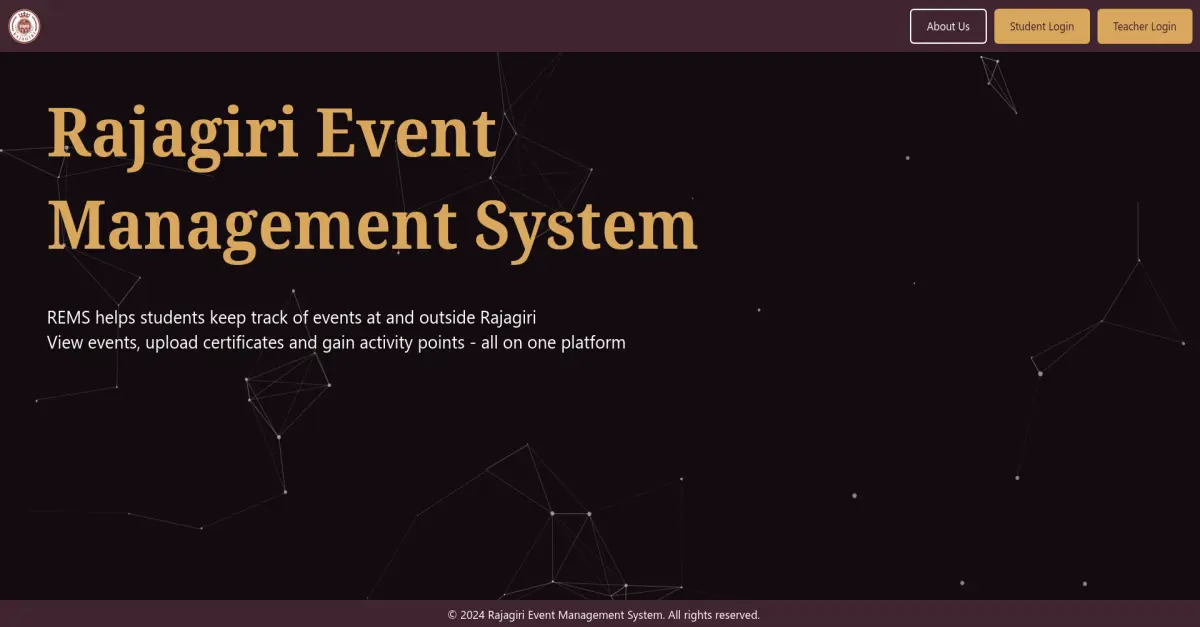 About Us
Student Login
Teacher Login
Rajagiri Event
Management System
REMS helps students keep track of events at and outside Rajagiri
View events, upload certificates and gain activity points - all on one platform
© 2024 Rajagiri Event Management System. All rights reserved.